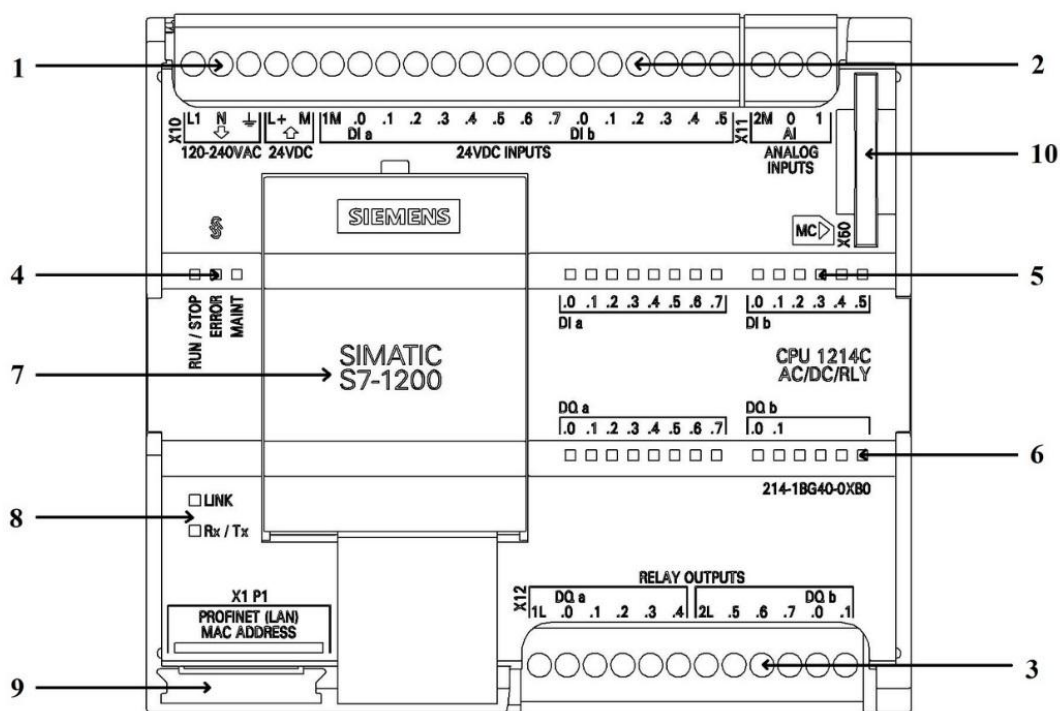 1
2
L1 N L+ M 1M .0 .1 .2 .3 .4 .5 .6 .7 .0 .1 .2 .3 .4 .5 2M 0 1
X10
DI a
DI b
X11
AI
120-240VAC
24VDC
24VDC INPUTS
ANALOG
INPUTS
10
SIEMENS
MC
X60
4
5
RUN / STOP
ERROR
MAINT
.0 .1 .2 .3 .4 .5 .6 .7
DI a
.0 .1 .2 .3 .4 .5
DI b
SIMATIC
S7-1200
7
CPU 1214C
AC/DC/RLY
DQ a
.0 .1 .2 .3 .4 .5 .6 .7
DQ b
.0 .1
6
214-1BG40-0XB0
LINK
8
Rx / Tx
X1 P1
PROFINET (LAN)
MAC ADDRESS
RELAY OUTPUTS
X12
DQ a
DQ b
1L .0 .1 .2 .3 .4 2L .5 .6 .7 .0 .1
3
9